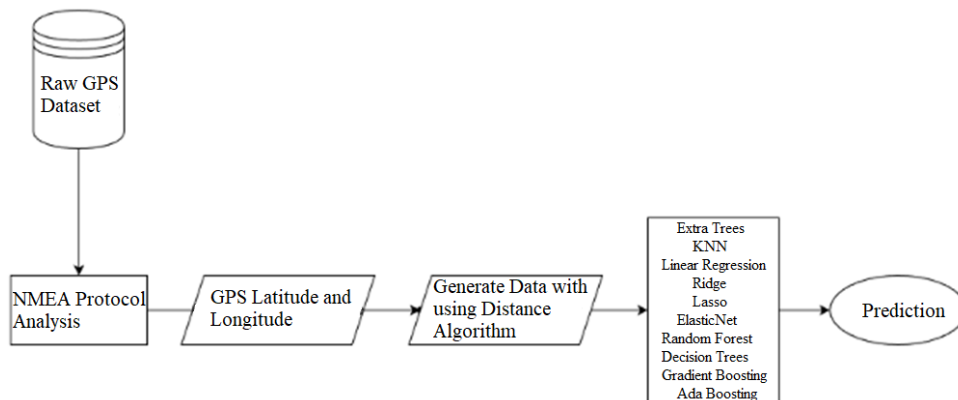 Raw GPS
Dataset
NMEA Protocol
Analysis
GPS Latitude and
Longitude
Generate Data with
using Distance
Algorithm
Extra Trees
KNN
Linear Regression
Ridge
Lasso
ElasticNet
Random Forest
Decision Trees
Gradient Boosting
Ada Boosting
Prediction